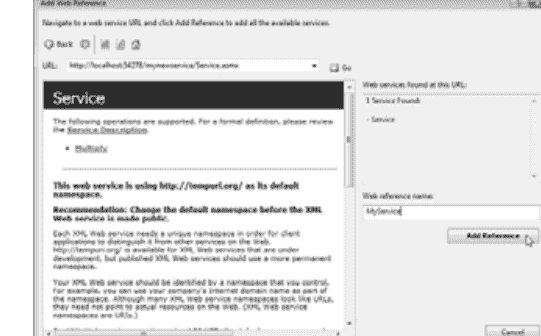 Add Web Reference
Navigate to a web service URL and click Add Reference to add all the available services.
Back
URL: http://localhost:54278/mynewservice/Service.asmx
Go
Service
The following operations are supported. For a formal definition, please review
the Service Description.
Multiply
This web service is using http://tempuri.org/ as its default
namespace.
Recommendation: Change the default namespace before the XML
Web service is made public.
Each XML Web service needs a unique namespace in order for client
applications to distinguish it from other services on the Web.
http://tempuri.org/ is available for XML Web services that are under
development, but published XML Web services should use a more permanent
namespace.
Your XML Web service should be identified by a namespace that you control.
For example, you can use your company's Internet domain name as part of
the namespace. Although many XML Web service namespaces look like URLs,
they need not point to actual resources on the Web. (XML Web service
namespaces are URIs.)
Web services found at this URL:
1 Service Found:
- Service
Web reference name:
MyService
Add Reference
Cancel